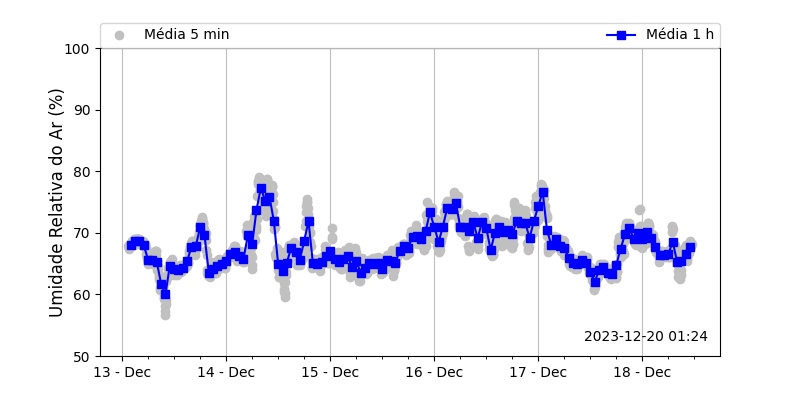 Média 5 min
Média 1 h
Umidade Relativa do Ar (%)
100
90
80
70
60
50
2023-12-20 01:24
13 - Dec
14 - Dec
15 - Dec
16 - Dec
17 - Dec
18 - Dec